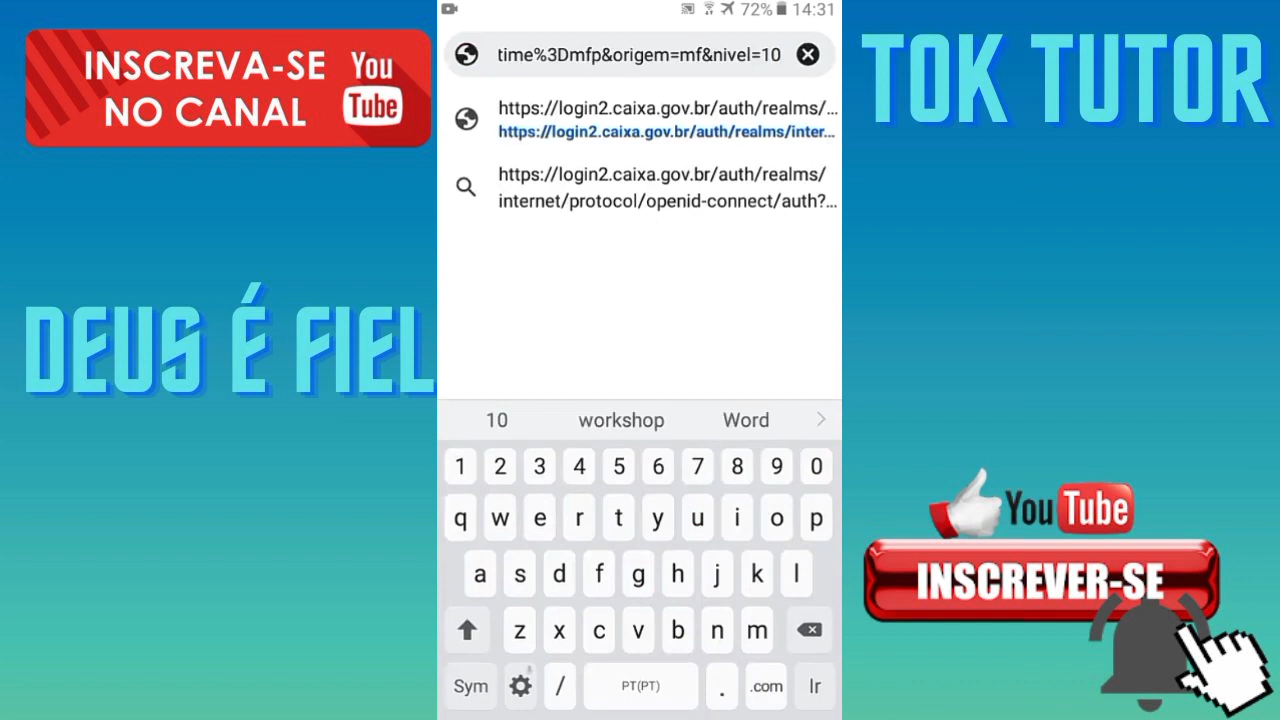 INSCREVA-SE
NO CANAL
You
Tube
DEUS É FIEL
72% 14:31
time%3Dmfp&origem=mf&nivel=10
https://login2.caixa.gov.br/auth/realms/...
https://login2.caixa.gov.br/auth/realms/inter...
https://login2.caixa.gov.br/auth/realms/
internet/protocol/openid-connect/auth?...
10 workshop Word
1 2 3 4 5 6 7 8 9 0
q w e r t y u i o p
a s d f g h j k l
z x c v b n m
Sym / PT(PT) . .com Ir
TOK TUTOR
You Tube
INSCREVER-SE